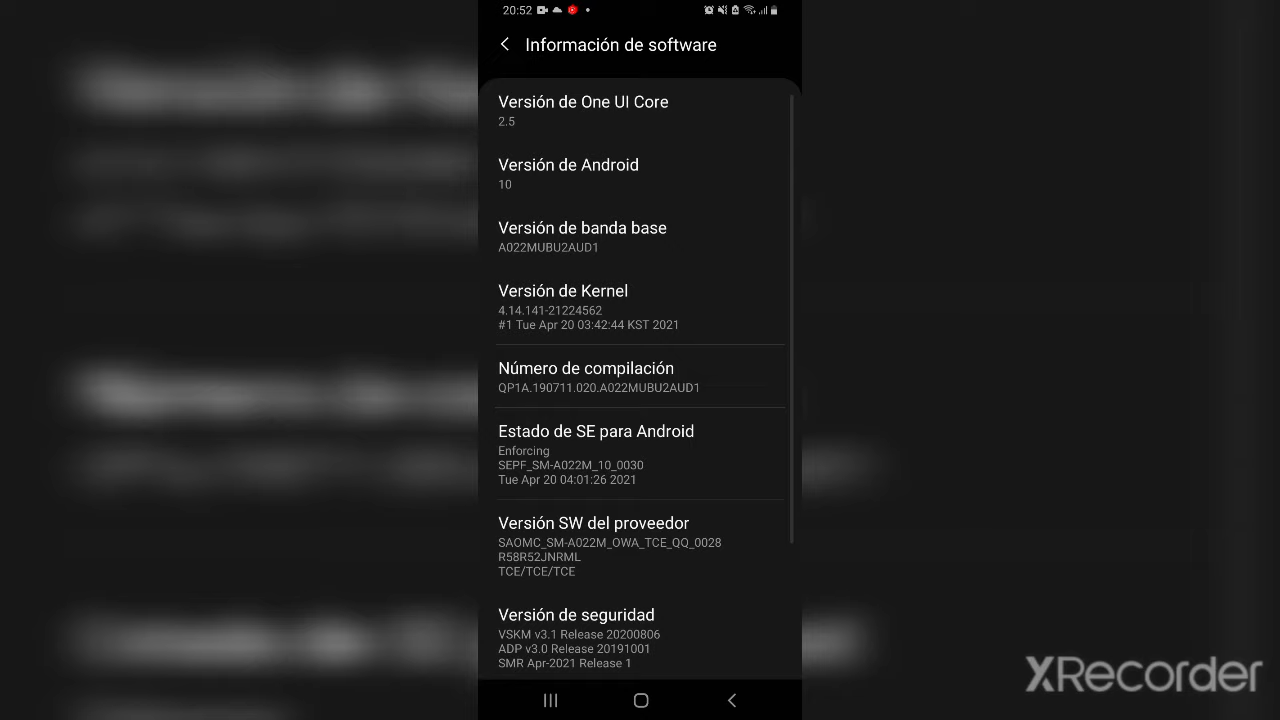 20:52
Información de software
Versión de One UI Core
2.5
Versión de Android
10
Versión de banda base
A022MUBU2AUD1
Versión de Kernel
4.14.141-21224562
#1 Tue Apr 20 03:42:44 KST 2021
Número de compilación
QP1A.190711.020.A022MUBU2AUD1
Estado de SE para Android
Enforcing
SEPF_SM-A022M_10_0030
Tue Apr 20 04:01:26 2021
Versión SW del proveedor
SAOMC_SM-A022M_OWA_TCE_QQ_0028
R58R52JNRML
TCE/TCE/TCE
Versión de seguridad
VSKM v3.1 Release 20200806
ADP v3.0 Release 20191001
SMR Apr-2021 Release 1
XRecorder